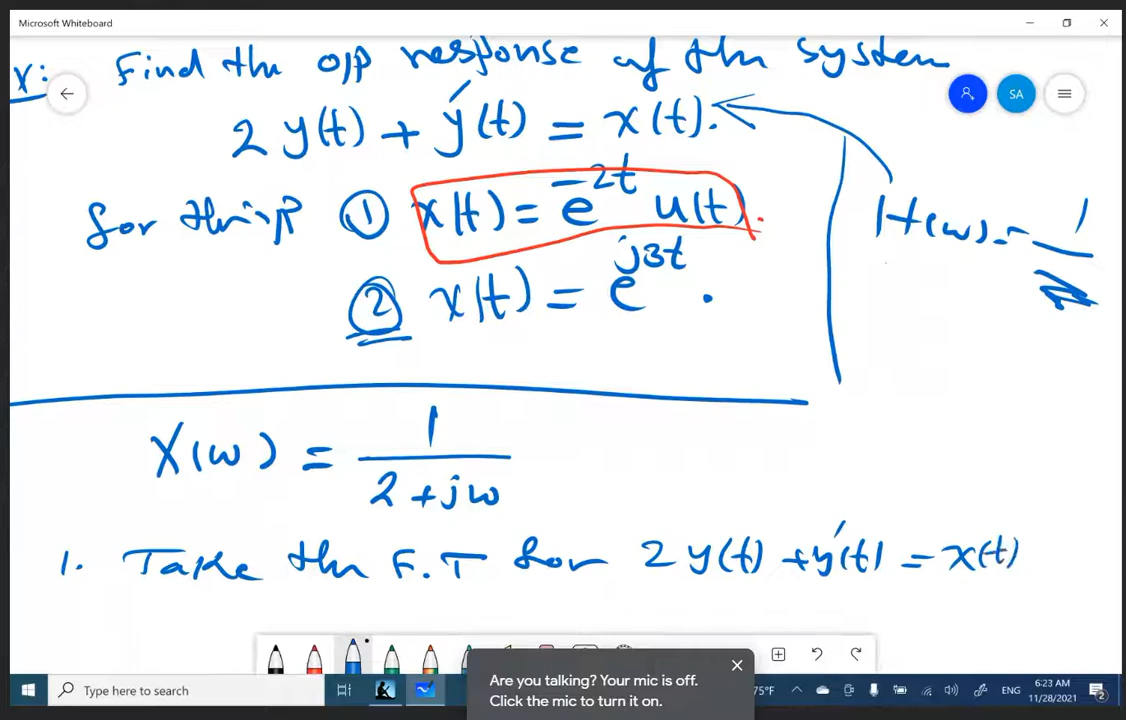 Microsoft Whiteboard
x: Find the o/p response of the system
SA
2 y(t) + y′(t) = x(t).
for the i/p ① x(t) = e^{-2t} u(t).
H(ω) = 1
② x(t) = e^{j3t} .
X(ω) = 1 / (2 + jω)
1. Take the F.T for 2 y(t) + y′(t) = x(t)
Are you talking? Your mic is off.
Click the mic to turn it on.
Type here to search
75°F
ENG
6:23 AM
11/28/2021
2